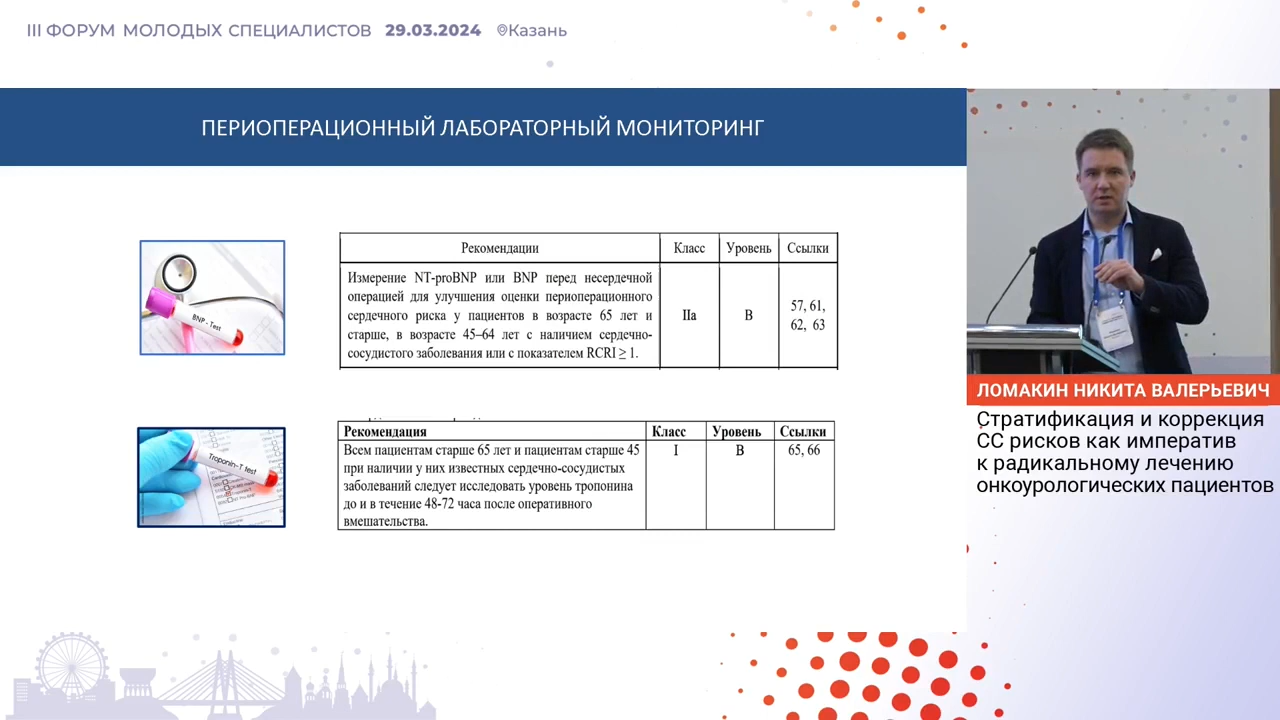 III ФОРУМ МОЛОДЫХ СПЕЦИАЛИСТОВ 29.03.2024 Казань
ПЕРИОПЕРАЦИОННЫЙ ЛАБОРАТОРНЫЙ МОНИТОРИНГ
BNP - Test
Рекомендации Класс Уровень Ссылки
Измерение NT-proBNP или BNP перед несердечной
операцией для улучшения оценки периоперационного
сердечного риска у пациентов в возрасте 65 лет и
старше, в возрасте 45–64 лет с наличием сердечно-
сосудистого заболевания или с показателем RCRI ≥ 1.
IIa
B
57, 61,
62, 63
Troponin-T test
Рекомендация Класс Уровень Ссылки
Всем пациентам старше 65 лет и пациентам старше 45
при наличии у них известных сердечно-сосудистых
заболеваний следует исследовать уровень тропонина
до и в течение 48-72 часа после оперативного
вмешательства.
I
B
65, 66
ЛОМАКИН НИКИТА ВАЛЕРЬЕВИЧ
Стратификация и коррекция
СС рисков как императив
к радикальному лечению
онкоурологических пациентов